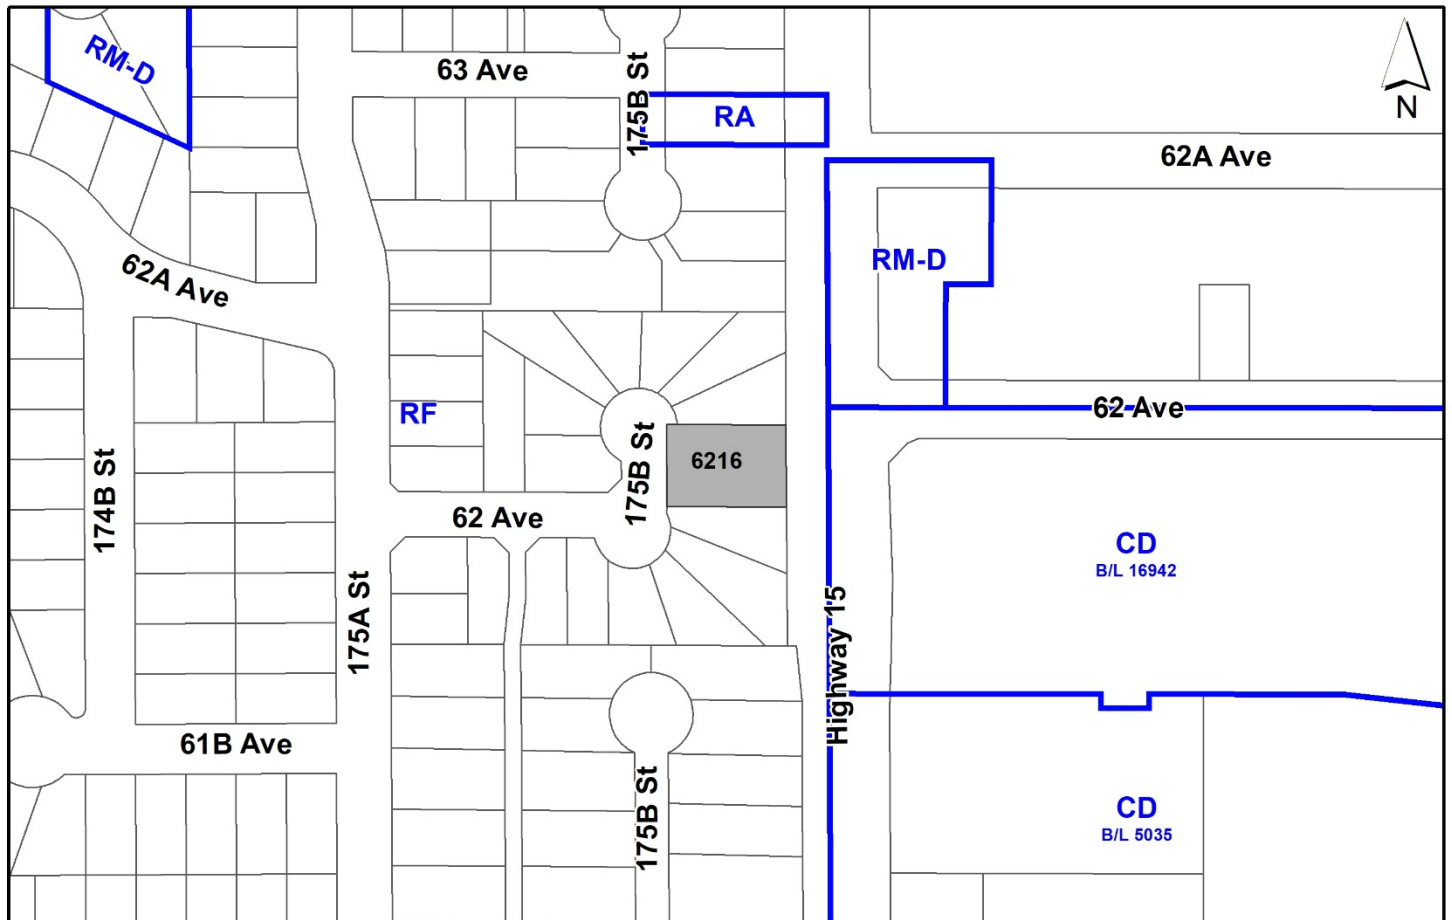 RM-D
63 Ave
175B St
RA
N
62A Ave
62A Ave
RM-D
RF
62 Ave
175B St
6216
174B St
62 Ave
CD
B/L 16942
175A St
Highway 15
61B Ave
175B St
CD
B/L 5035